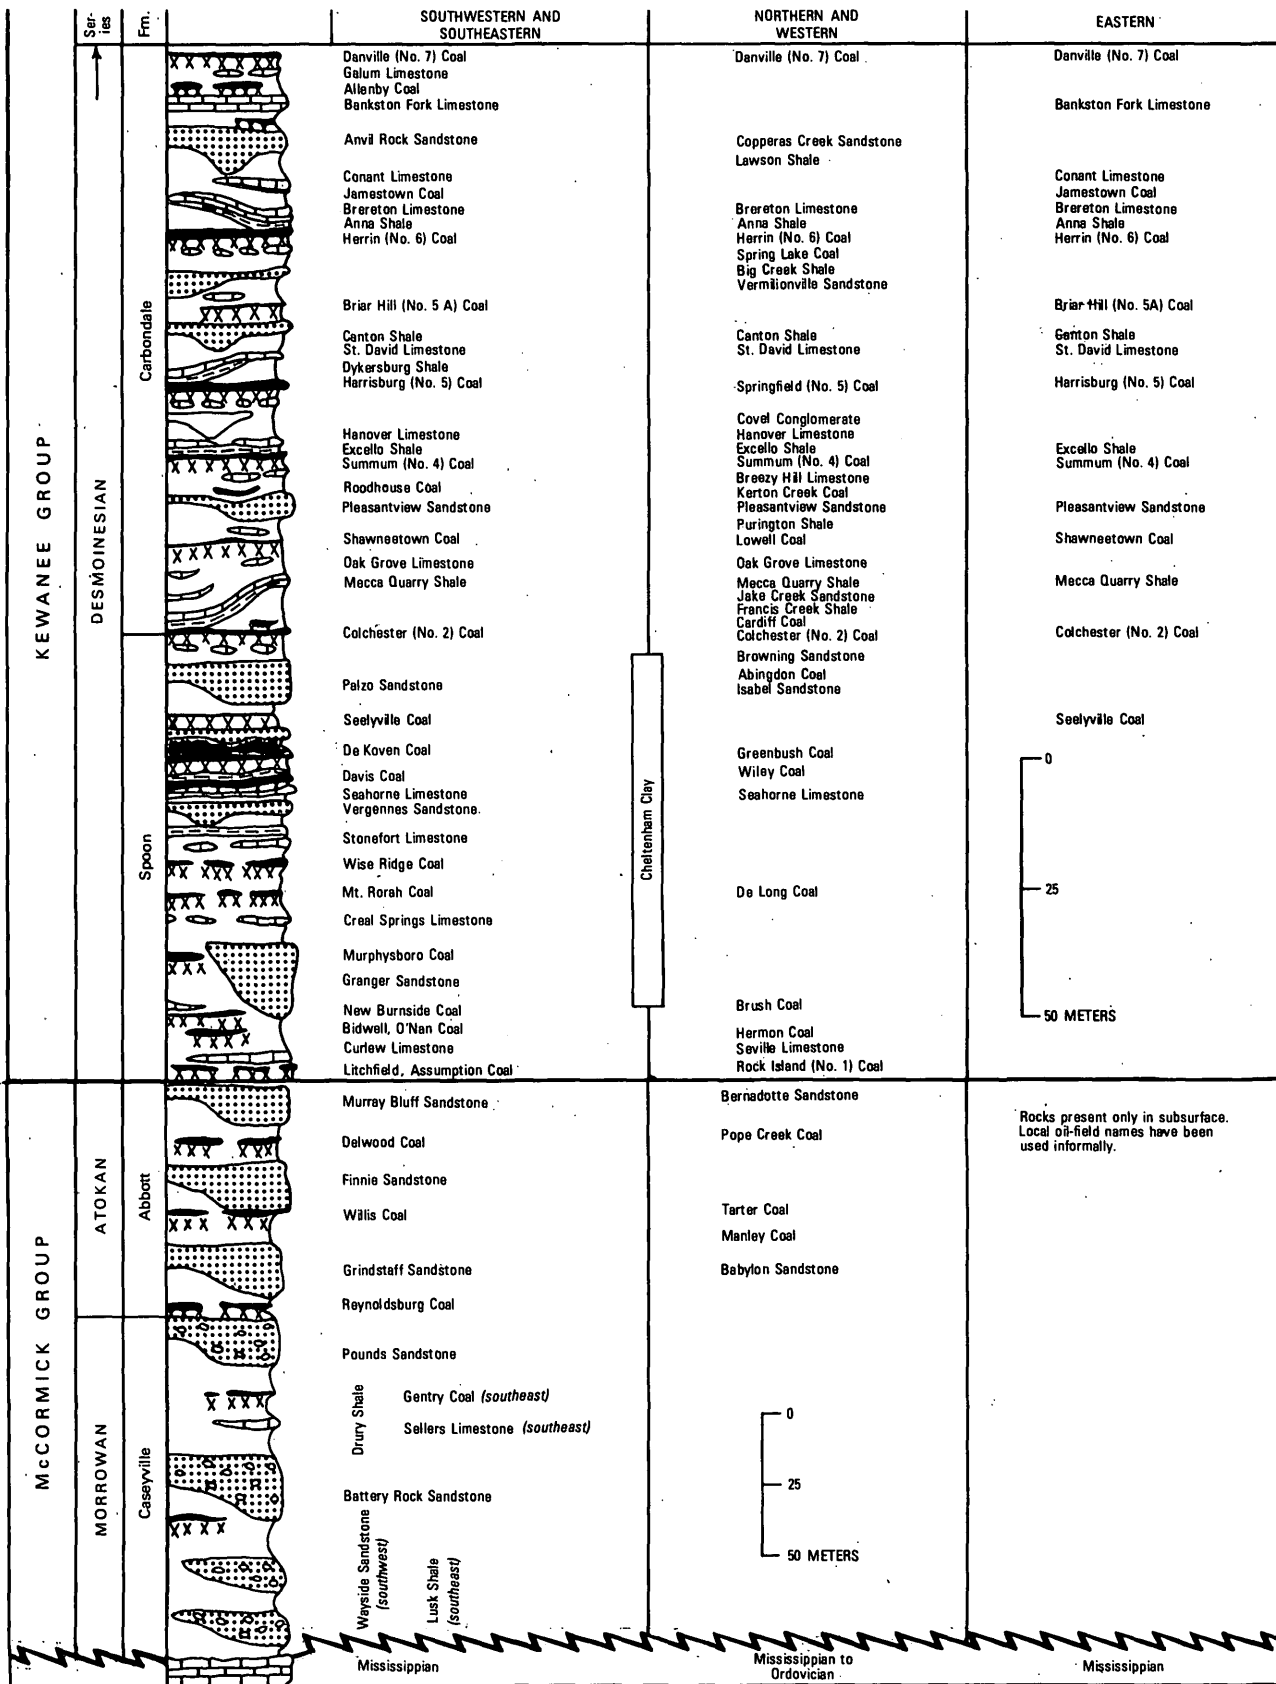 Ser-
ies
Fm.
SOUTHWESTERN AND
SOUTHEASTERN
NORTHERN AND
WESTERN
EASTERN
KEWANEE GROUP
McCORMICK GROUP
DESMOINESIAN
ATOKAN
MORROWAN
Carbondale
Spoon
Abbott
Caseyville
Danville (No. 7) Coal
Galum Limestone
Allenby Coal
Bankston Fork Limestone
Anvil Rock Sandstone
Conant Limestone
Jamestown Coal
Brereton Limestone
Anna Shale
Herrin (No. 6) Coal
Briar Hill (No. 5 A) Coal
Canton Shale
St. David Limestone
Dykersburg Shale
Harrisburg (No. 5) Coal
Hanover Limestone
Excello Shale
Summum (No. 4) Coal
Roodhouse Coal
Pleasantview Sandstone
Shawneetown Coal
Oak Grove Limestone
Mecca Quarry Shale
Colchester (No. 2) Coal
Palzo Sandstone
Seelyville Coal
De Koven Coal
Davis Coal
Seahorne Limestone
Vergennes Sandstone
Stonefort Limestone
Wise Ridge Coal
Mt. Rorah Coal
Creal Springs Limestone
Murphysboro Coal
Granger Sandstone
New Burnside Coal
Bidwell, O'Nan Coal
Curlew Limestone
Litchfield, Assumption Coal
Murray Bluff Sandstone
Delwood Coal
Finnie Sandstone
Willis Coal
Grindstaff Sandstone
Reynoldsburg Coal
Pounds Sandstone
Drury Shale
Gentry Coal (southeast)
Sellers Limestone (southeast)
Battery Rock Sandstone
Wayside Sandstone
(southwest)
Lusk Shale
(southeast)
Mississippian
Cheltenham Clay
Danville (No. 7) Coal
Copperas Creek Sandstone
Lawson Shale
Brereton Limestone
Anna Shale
Herrin (No. 6) Coal
Spring Lake Coal
Big Creek Shale
Vermilionville Sandstone
Canton Shale
St. David Limestone
Springfield (No. 5) Coal
Covel Conglomerate
Hanover Limestone
Excello Shale
Summum (No. 4) Coal
Breezy Hill Limestone
Kerton Creek Coal
Pleasantview Sandstone
Purington Shale
Lowell Coal
Oak Grove Limestone
Mecca Quarry Shale
Jake Creek Sandstone
Francis Creek Shale
Cardiff Coal
Colchester (No. 2) Coal
Browning Sandstone
Abingdon Coal
Isabel Sandstone
Greenbush Coal
Wiley Coal
Seahorne Limestone
De Long Coal
Brush Coal
Hermon Coal
Seville Limestone
Rock Island (No. 1) Coal
Bernadotte Sandstone
Pope Creek Coal
Tarter Coal
Manley Coal
Babylon Sandstone
0
25
50 METERS
Mississippian to
Ordovician
Danville (No. 7) Coal
Bankston Fork Limestone
Conant Limestone
Jamestown Coal
Brereton Limestone
Anna Shale
Herrin (No. 6) Coal
Briar Hill (No. 5A) Coal
Canton Shale
St. David Limestone
Harrisburg (No. 5) Coal
Excello Shale
Summum (No. 4) Coal
Pleasantview Sandstone
Shawneetown Coal
Mecca Quarry Shale
Colchester (No. 2) Coal
Seelyville Coal
0
25
50 METERS
Rocks present only in subsurface.
Local oil-field names have been
used informally.
Mississippian